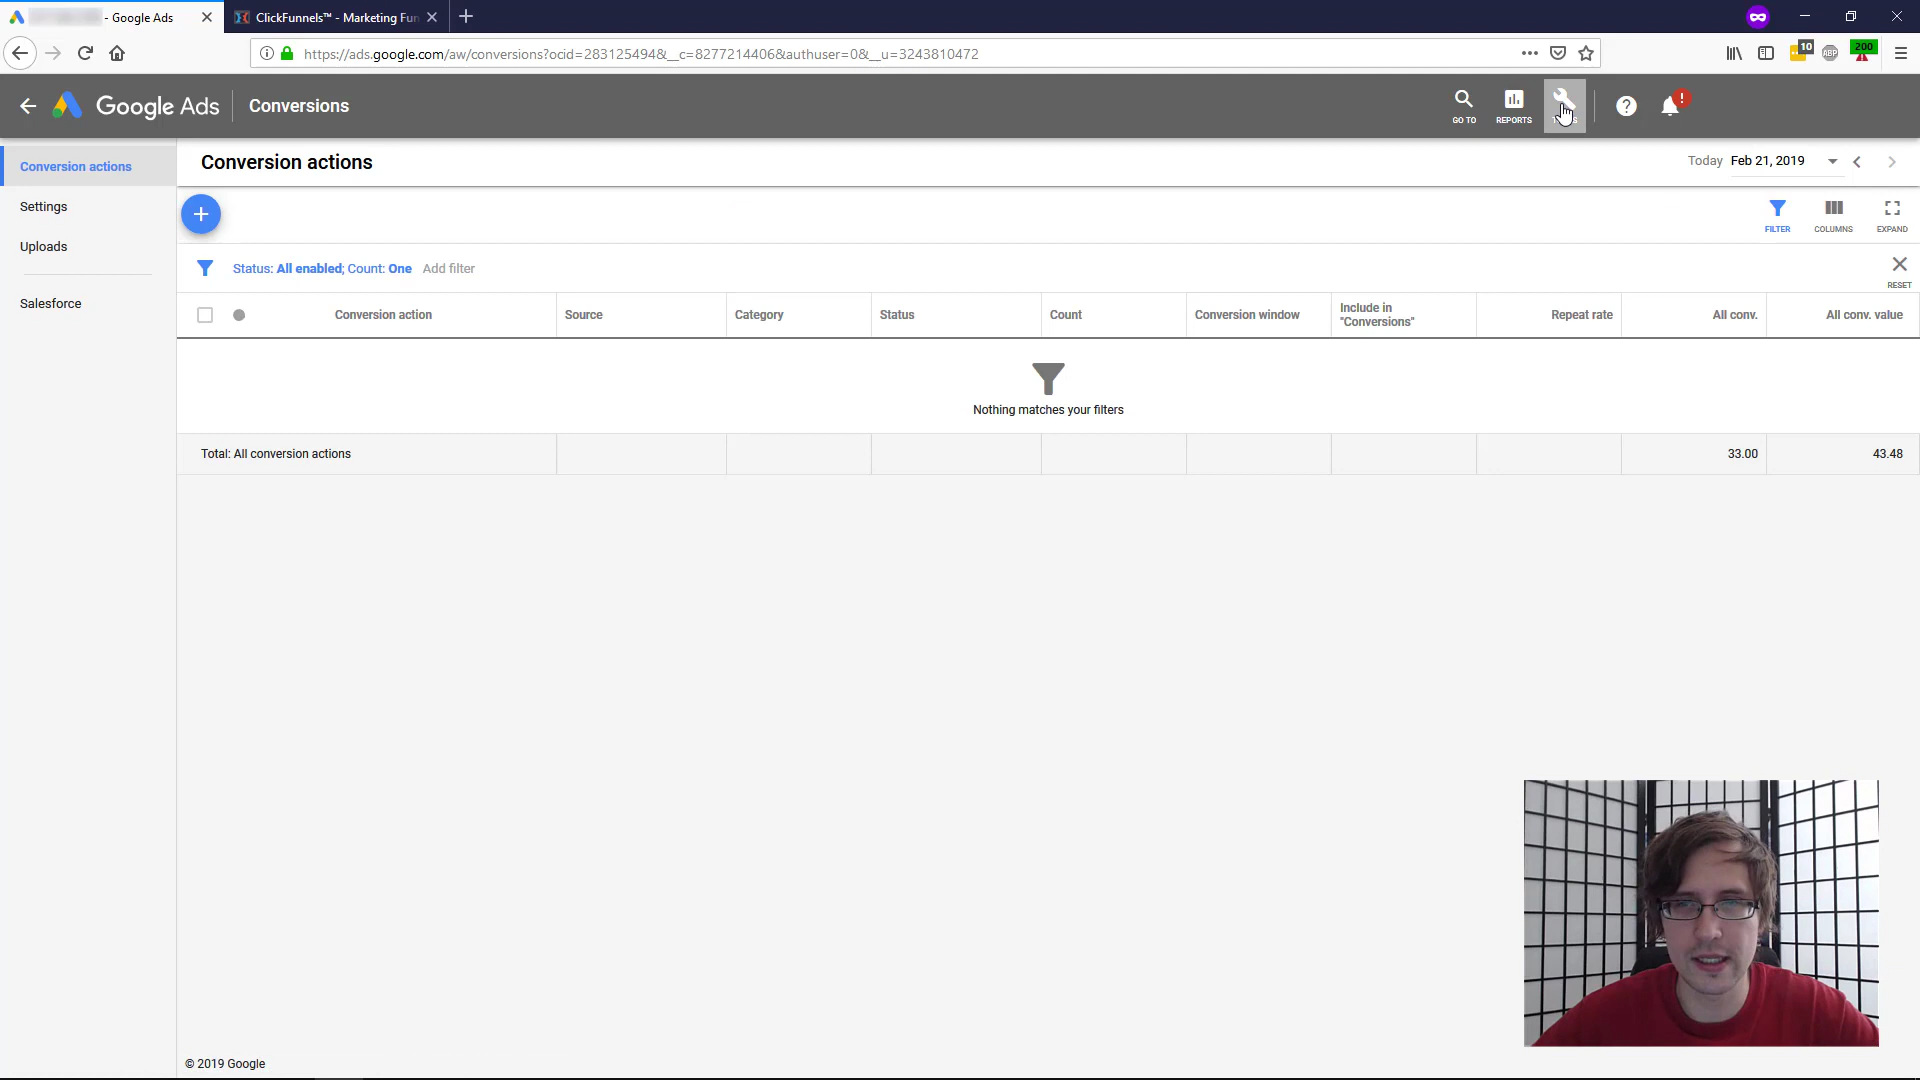 - Google Ads
ClickFunnels™ - Marketing Fun
https://ads.google.com/aw/conversions?ocid=283125494&__c=8277214406&authuser=0&__u=3243810472
10
ABP
200
Google Ads
Conversions
GO TO
REPORTS
!
Conversion actions
Settings
Uploads
Salesforce
Conversion actions
Today Feb 21, 2019
FILTER
COLUMNS
EXPAND
Status: All enabled; Count: One Add filter
RESET
Conversion action
Source
Category
Status
Count
Conversion window
Include in
"Conversions"
Repeat rate
All conv.
All conv. value
Nothing matches your filters
Total: All conversion actions
33.00
43.48
© 2019 Google